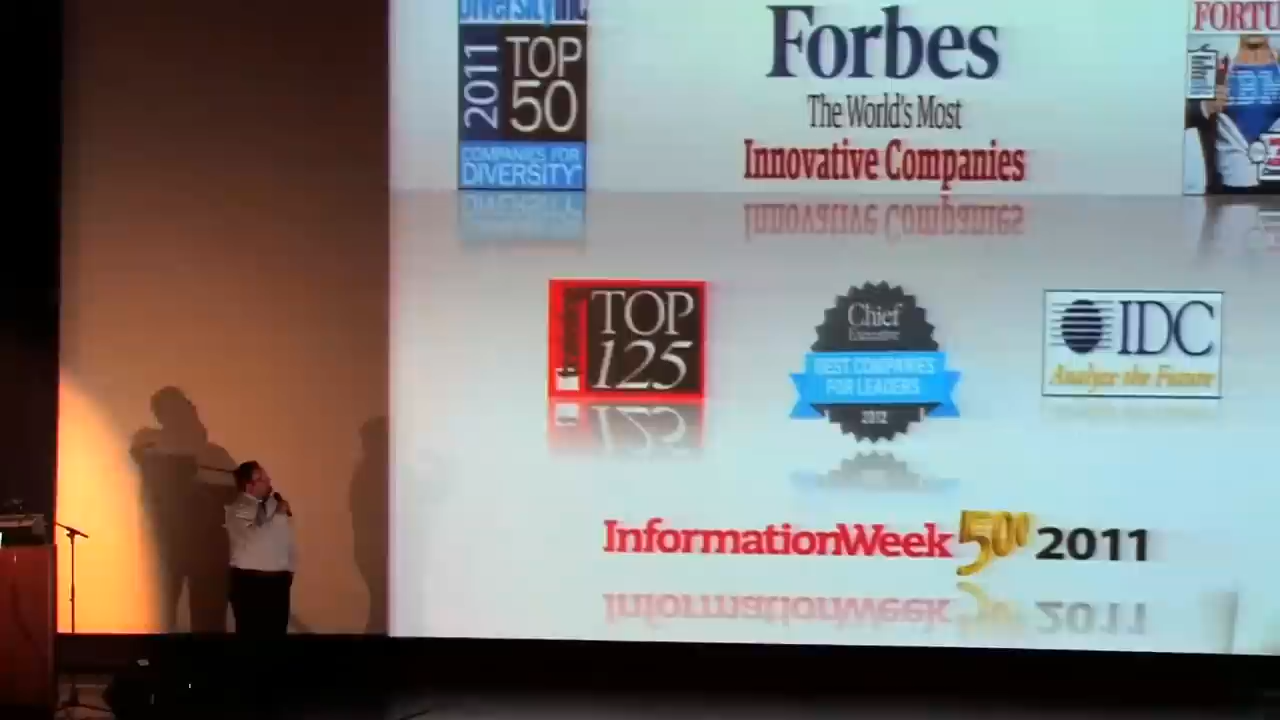 DiversityInc
2011
TOP
50
COMPANIES FOR
DIVERSITY
Forbes
The World's Most
Innovative Companies
FORTU
TOP
125
Chief
Executive
BEST COMPANIES
FOR LEADERS
2012
IDC
Analyze the Future
InformationWeek 500 2011